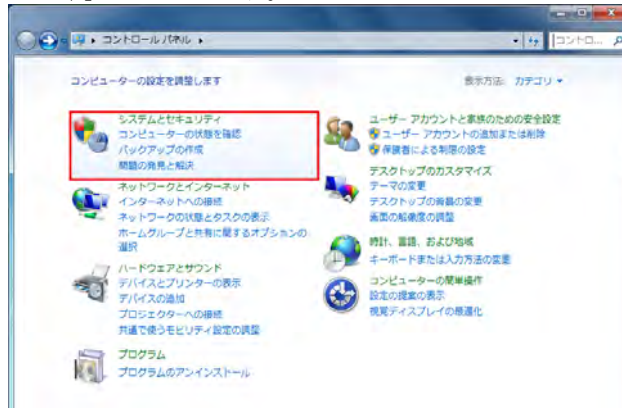 コントロール パネル
コントロ...
コンピューターの設定を調整します
表示方法: カテゴリ
システムとセキュリティ
コンピューターの状態を確認
バックアップの作成
問題の発見と解決
ネットワークとインターネット
インターネットへの接続
ネットワークの状態とタスクの表示
ホームグループと共有に関するオプションの
選択
ハードウェアとサウンド
デバイスとプリンターの表示
デバイスの追加
プロジェクターへの接続
共通で使うモビリティ設定の調整
プログラム
プログラムのアンインストール
ユーザー アカウントと家族のための安全設定
ユーザー アカウントの追加または削除
保護者による制限の設定
デスクトップのカスタマイズ
テーマの変更
デスクトップの背景の変更
画面の解像度の調整
時計、言語、および地域
キーボードまたは入力方法の変更
コンピューターの簡単操作
設定の提案の表示
視覚ディスプレイの最適化